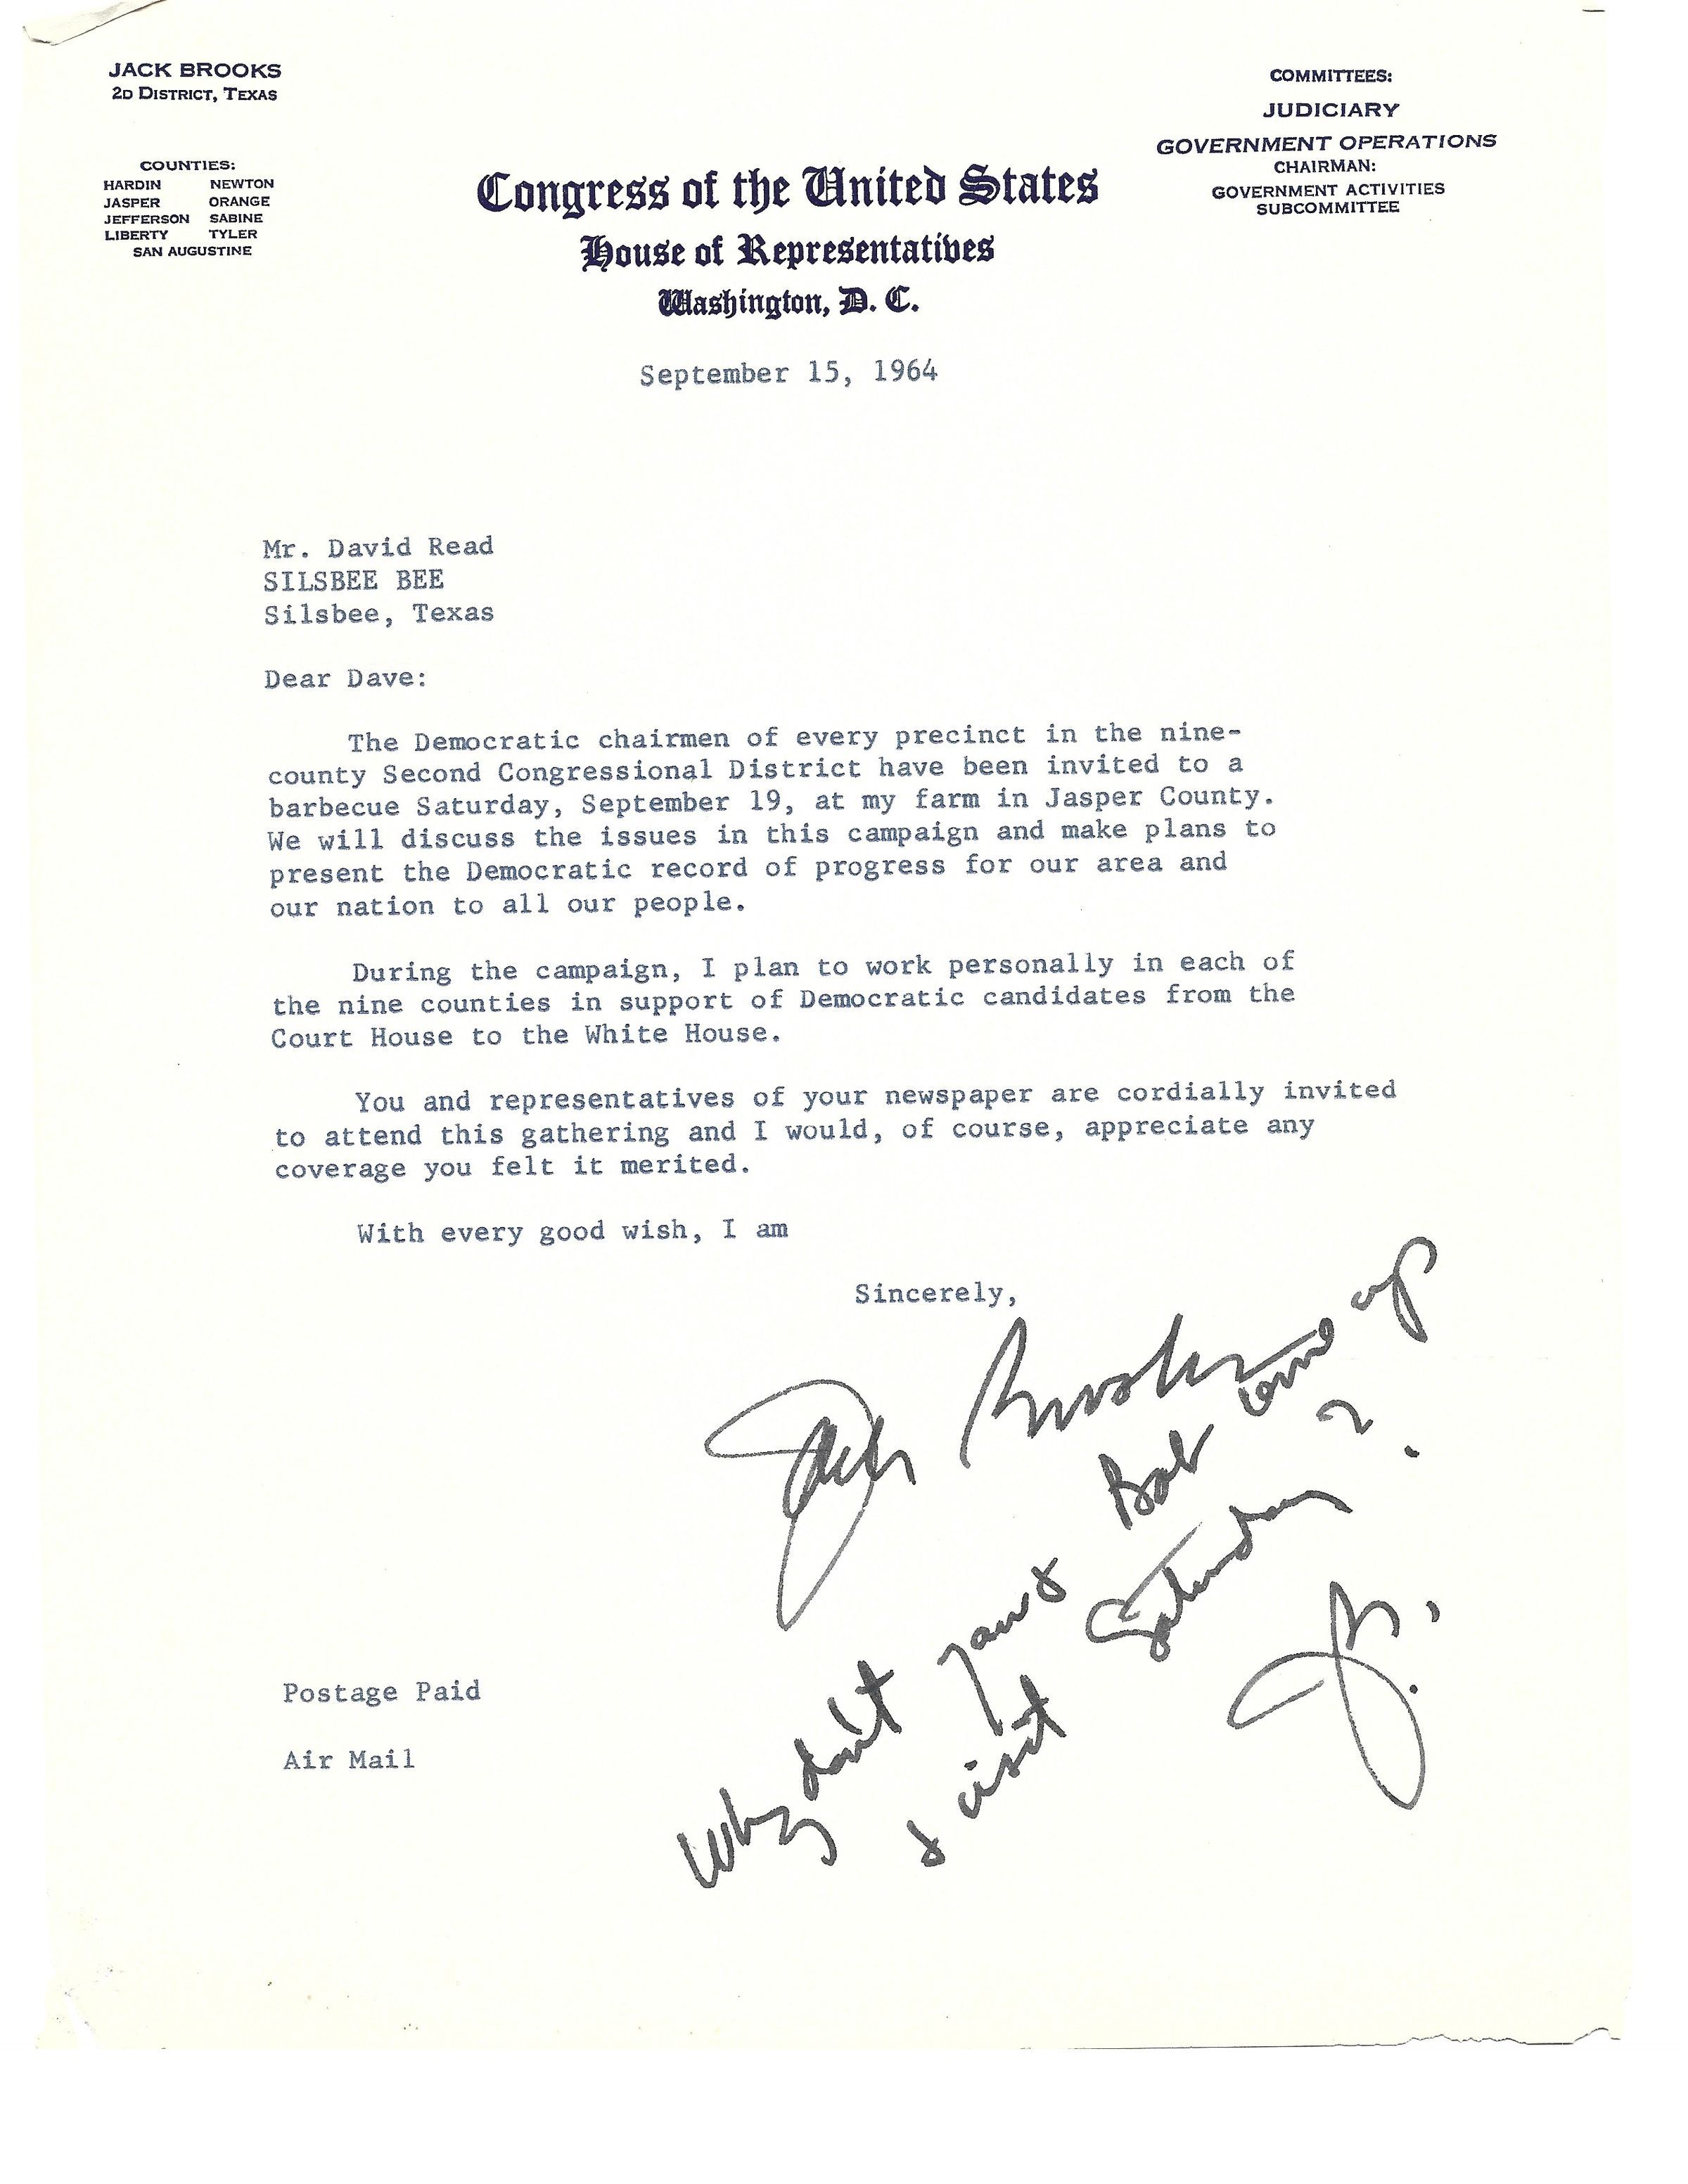 JACK BROOKS
2D DISTRICT, TEXAS
COUNTIES:
HARDIN NEWTON
JASPER ORANGE
JEFFERSON SABINE
LIBERTY TYLER
SAN AUGUSTINE
COMMITTEES:
JUDICIARY
GOVERNMENT OPERATIONS
CHAIRMAN:
GOVERNMENT ACTIVITIES
SUBCOMMITTEE
Congress of the United States
House of Representatives
Washington, D. C.
September 15, 1964
Mr. David Read
SILSBEE BEE
Silsbee, Texas
Dear Dave:
The Democratic chairmen of every precinct in the nine-
county Second Congressional District have been invited to a
barbecue Saturday, September 19, at my farm in Jasper County.
We will discuss the issues in this campaign and make plans to
present the Democratic record of progress for our area and
our nation to all our people.
During the campaign, I plan to work personally in each of
the nine counties in support of Democratic candidates from the
Court House to the White House.
You and representatives of your newspaper are cordially invited
to attend this gathering and I would, of course, appreciate any
coverage you felt it merited.
With every good wish, I am
Sincerely,
Jack Brooks
Why don't you & Bob come up
& visit Saturday?
J.B.
Postage Paid
Air Mail